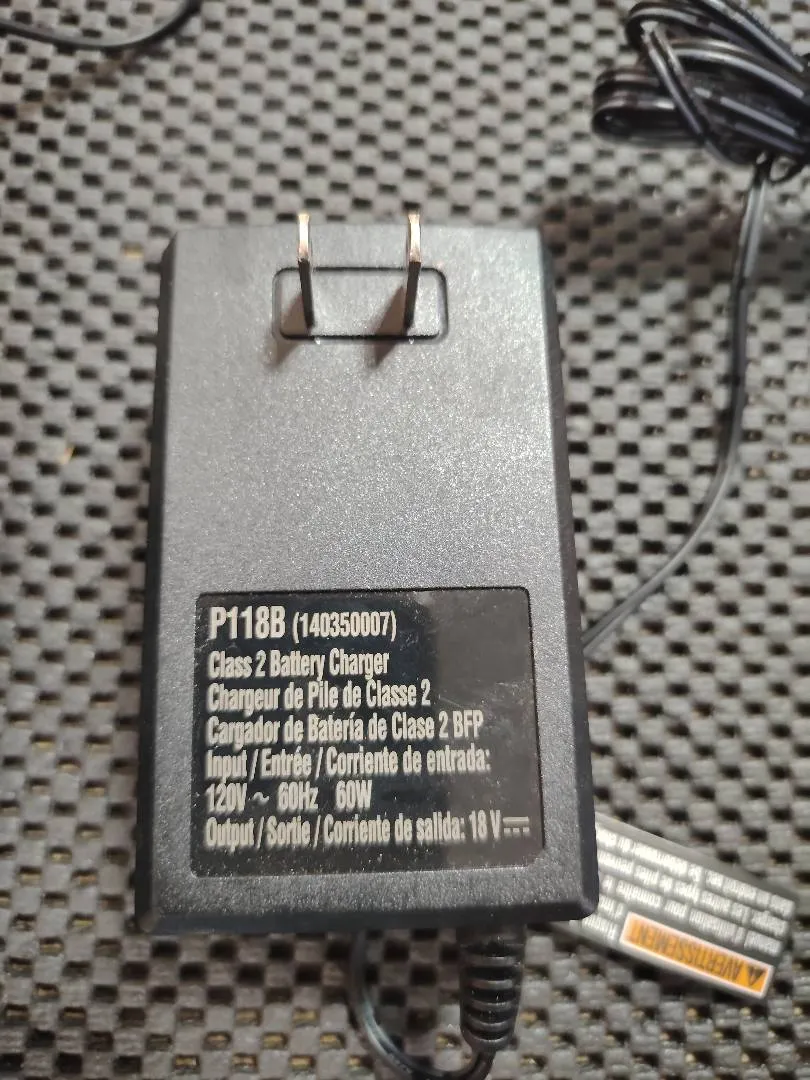 P118B (140350007)
Class 2 Battery Charger
Chargeur de Pile de Classe 2
Cargador de Batería de Clase 2 BFP
Input / Entrée / Corriente de entrada:
120V ~ 60Hz 60W
Output / Sortie / Corriente de salida: 18 V ⎓
AVERTISSEMENT